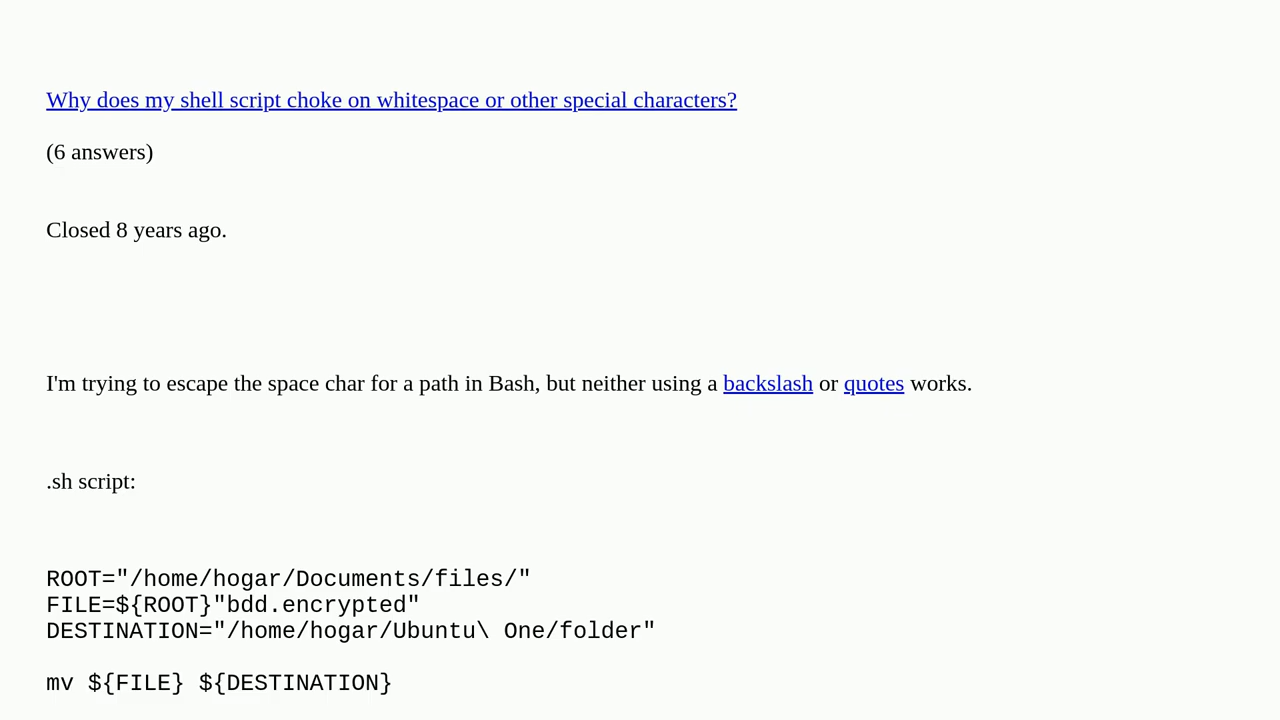 Why does my shell script choke on whitespace or other special characters?
(6 answers)
Closed 8 years ago.
I'm trying to escape the space char for a path in Bash, but neither using a backslash or quotes works.
.sh script:
ROOT="/home/hogar/Documents/files/"
FILE=${ROOT}"bdd.encrypted"
DESTINATION="/home/hogar/Ubuntu\ One/folder"
mv ${FILE} ${DESTINATION}